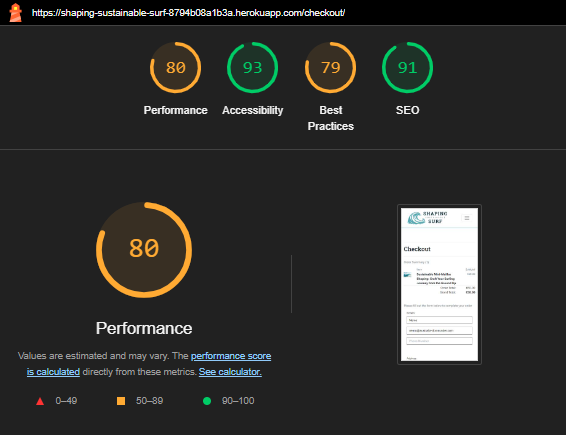 https://shaping-sustainable-surf-8794b08a1b3a.herokuapp.com/checkout/
80
93
79
91
Performance
Accessibility
Best
Practices
SEO
80
Performance
Values are estimated and may vary. The performance score
is calculated directly from these metrics. See calculator.
0–49
50–89
90–100
SHAPING
SURF
Checkout